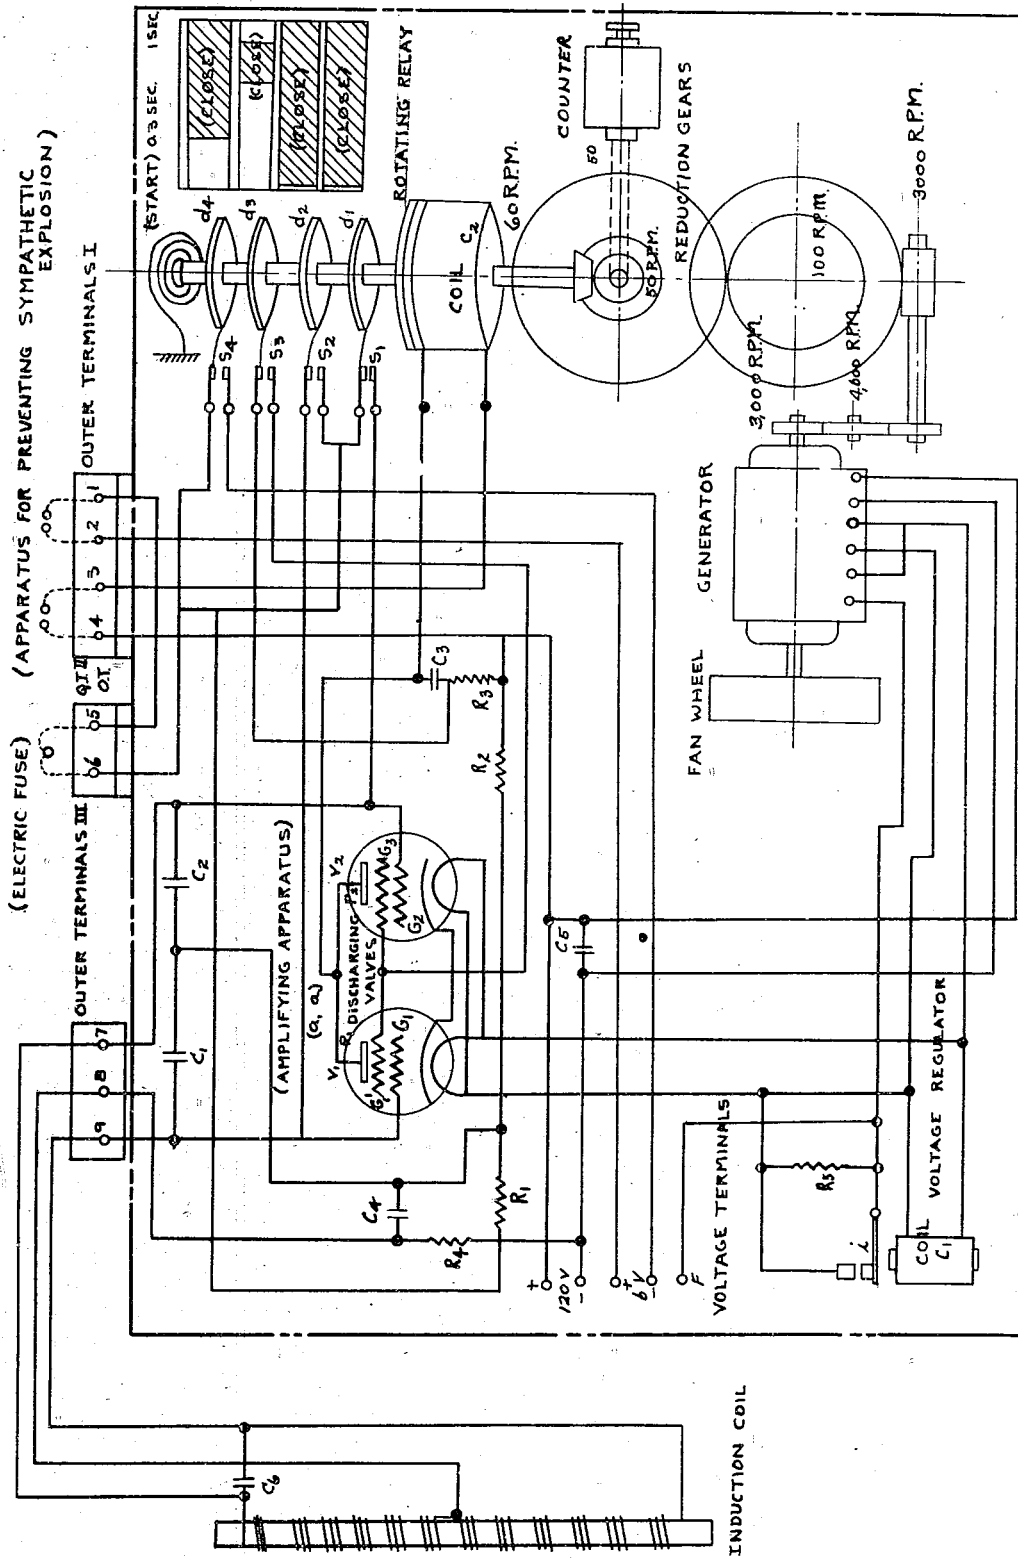 (ELECTRIC FUSE)
(APPARATUS FOR PREVENTING SYMPATHETIC
EXPLOSION)
OUTER TERMINALS III
OUTER TERMINALS I
O.T.
9
8
7
6
5
4
3
2
1
(START) 0.3 SEC. 1 SEC
(CLOSE)
(CLOSE)
(CLOSE)
(CLOSE)
d4
d3
d2
d1
S4
S3
S2
S1
ROTATING RELAY
COIL C2
60 R.P.M.
COUNTER
50
50 R.P.M.
REDUCTION GEARS
100 R.P.M.
3000 R.P.M.
3,000 R.P.M.
4,600 R.P.M.
GENERATOR
FAN WHEEL
C1
C2
(AMPLIFYING APPARATUS)
(a, a)
DISCHARGING
VALVES
V1
V2
G1
G1
G2
G3
C3
R3
R2
C4
R4
R1
C5
+
120V
-
+
6V
-
F
VOLTAGE TERMINALS
R5
i
COIL
C1
VOLTAGE REGULATOR
C6
INDUCTION COIL